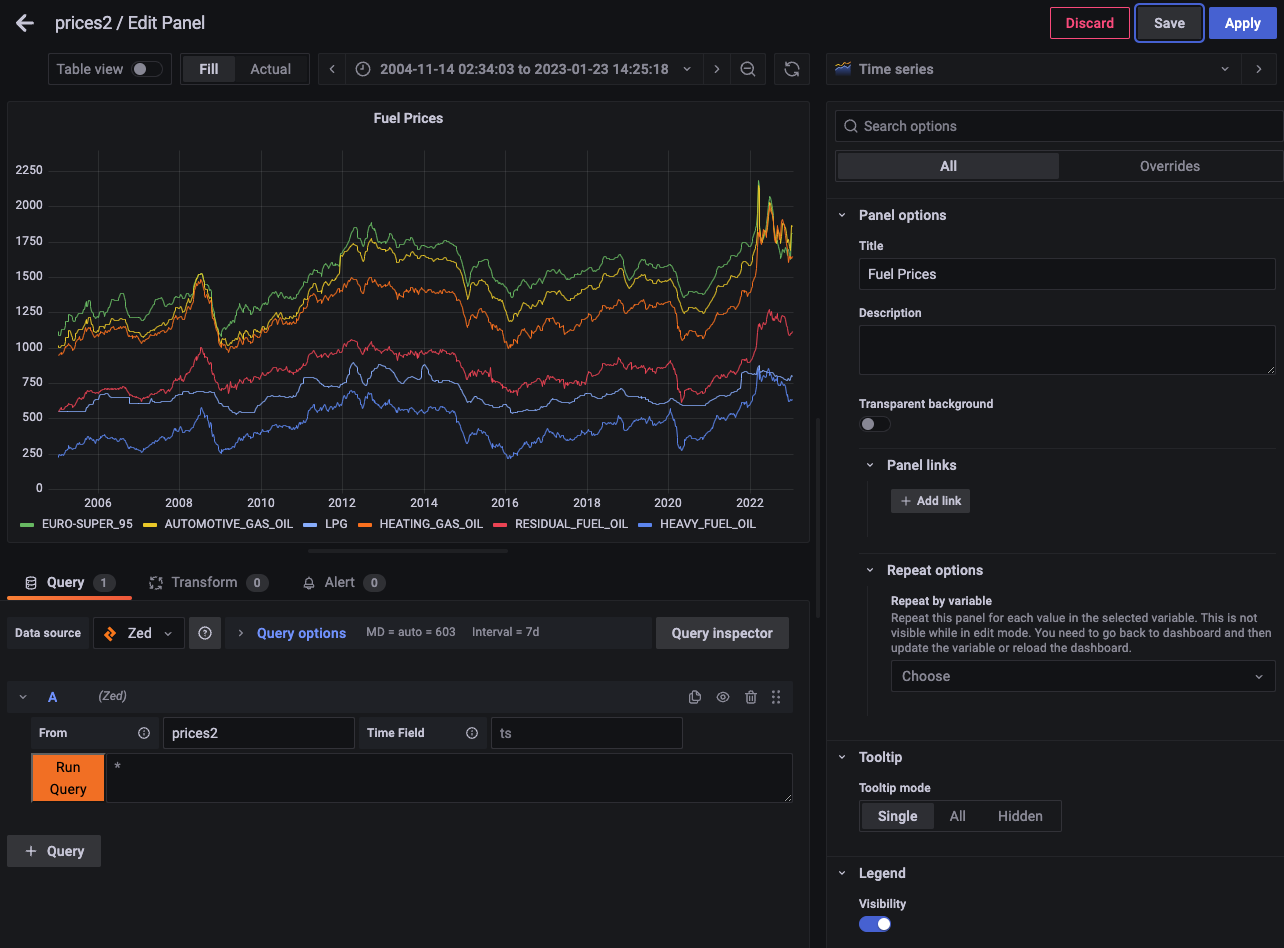 prices2 / Edit Panel
Discard Save Apply
Table view Fill Actual 2004-11-14 02:34:03 to 2023-01-23 14:25:18
Time series
Fuel Prices
2250
2000
1750
1500
1250
1000
750
500
250
0
2006 2008 2010 2012 2014 2016 2018 2020 2022
EURO-SUPER_95 AUTOMOTIVE_GAS_OIL LPG HEATING_GAS_OIL RESIDUAL_FUEL_OIL HEAVY_FUEL_OIL
Query 1 Transform 0 Alert 0
Data source Zed Query options MD = auto = 603 Interval = 7d Query inspector
A (Zed)
From prices2 Time Field ts
Run
Query
*
+ Query
Search options
All Overrides
Panel options
Title
Fuel Prices
Description
Transparent background
Panel links
+ Add link
Repeat options
Repeat by variable
Repeat this panel for each value in the selected variable. This is not
visible while in edit mode. You need to go back to dashboard and then
update the variable or reload the dashboard.
Choose
Tooltip
Tooltip mode
Single All Hidden
Legend
Visibility